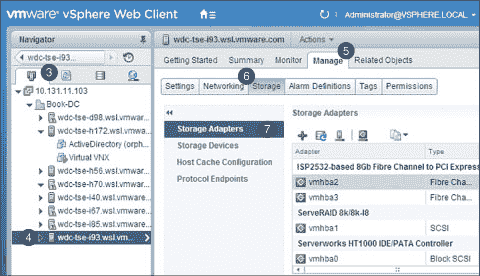 vmware® vSphere Web Client
Administrator@VSPHERE.LOCAL
Navigator
wdc-tse-i93...
3
10.131.11.103
Book-DC
wdc-tse-d98.wsl.vmwar...
wdc-tse-h172.wsl.vmwar...
ActiveDirectory (orph...
Virtual VNX
wdc-tse-h56.wsl.vmwar...
wdc-tse-h70.wsl.vmwar...
wdc-tse-i40.wsl.vmware...
wdc-tse-i67.wsl.vmware...
wdc-tse-i85.wsl.vmware...
4 wdc-tse-i93.wsl.vm...
wdc-tse-i93.wsl.vmware.com Actions
5
Getting Started Summary Monitor Manage Related Objects
6
Settings Networking Storage Alarm Definitions Tags Permissions
Storage Adapters 7
Storage Devices
Host Cache Configuration
Protocol Endpoints
Storage Adapters
Adapter Type
ISP2532-based 8Gb Fibre Channel to PCI Express
vmhba2 Fibre Cha...
vmhba3 Fibre Cha...
ServeRAID 8k/8k-l8
vmhba1 SCSI
Serverworks HT1000 IDE/PATA Controller
vmhba0 Block SCSI